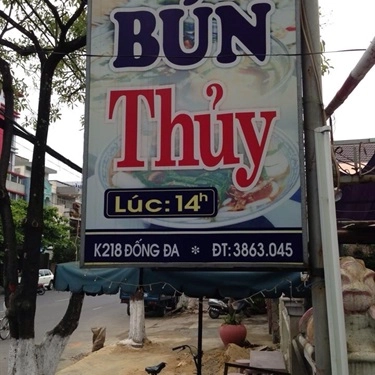 BÚN
Thủy
Lúc: 14h
K218 ĐỐNG ĐA * ĐT: 3863.045